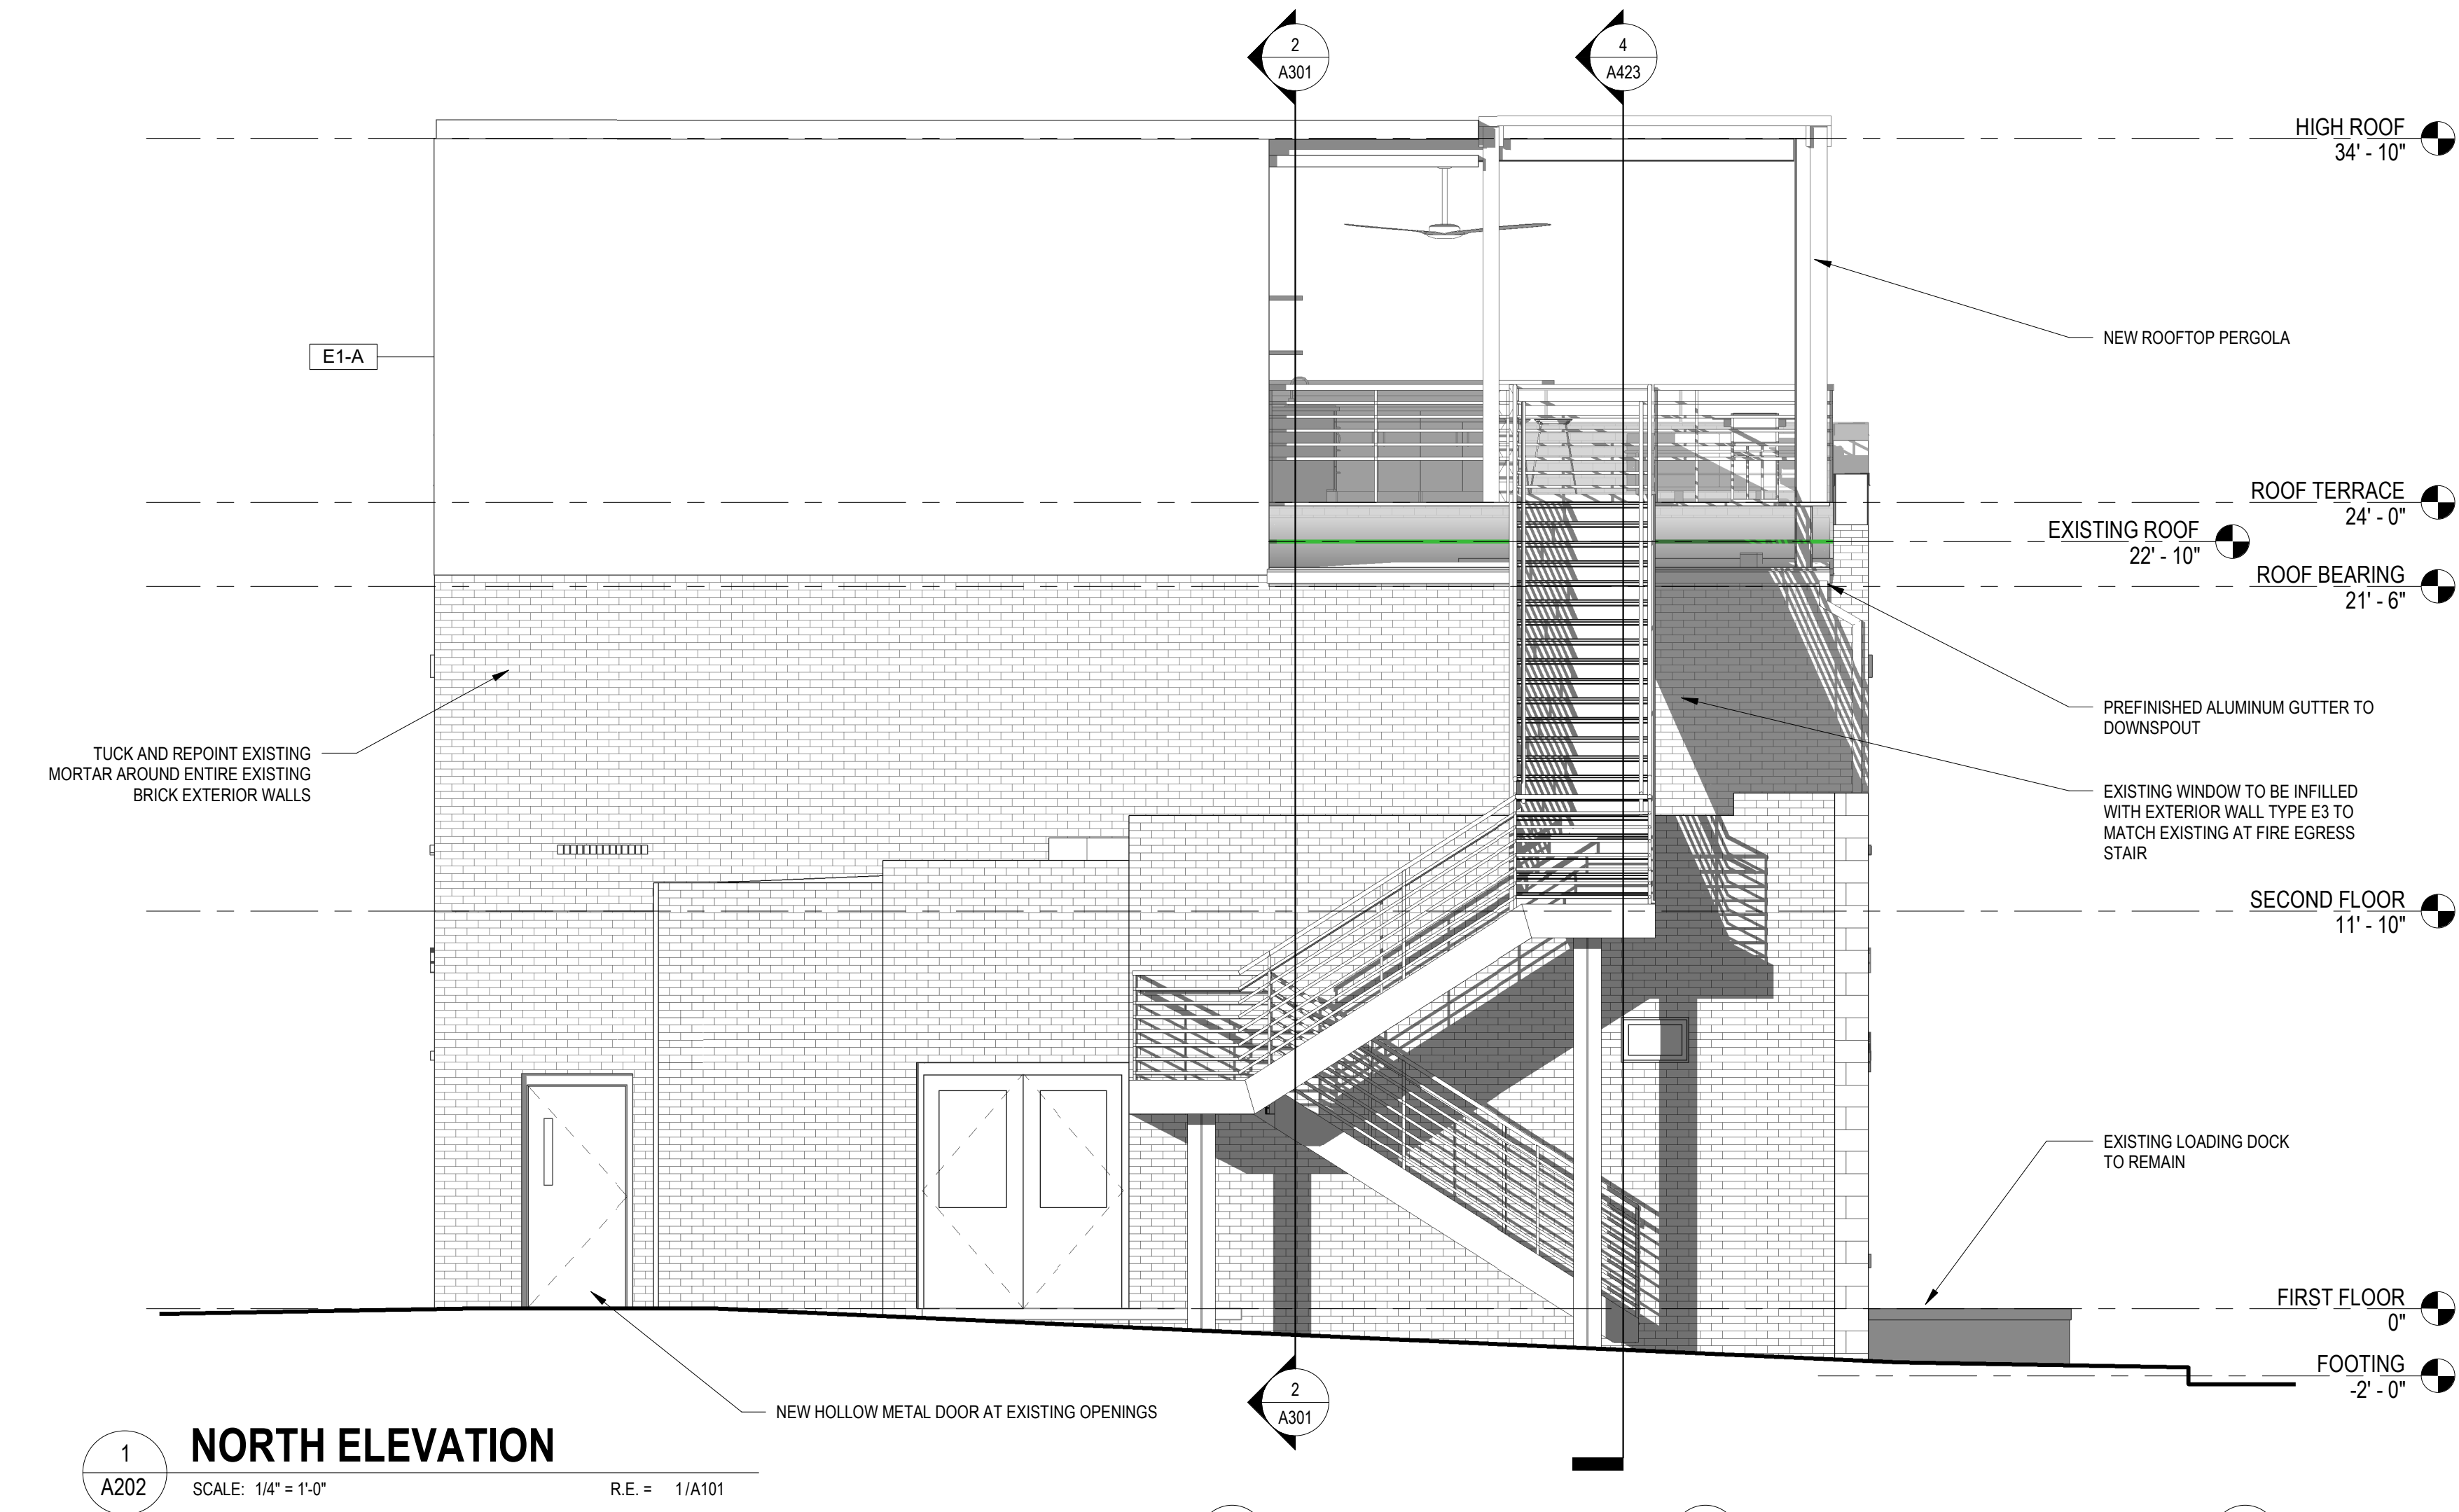 2
A301
4
A423
HIGH ROOF
34' - 10"
NEW ROOFTOP PERGOLA
E1-A
ROOF TERRACE
24' - 0"
EXISTING ROOF
22' - 10"
ROOF BEARING
21' - 6"
PREFINISHED ALUMINUM GUTTER TO
DOWNSPOUT
TUCK AND REPOINT EXISTING
MORTAR AROUND ENTIRE EXISTING
BRICK EXTERIOR WALLS
EXISTING WINDOW TO BE INFILLED
WITH EXTERIOR WALL TYPE E3 TO
MATCH EXISTING AT FIRE EGRESS
STAIR
SECOND FLOOR
11' - 10"
EXISTING LOADING DOCK
TO REMAIN
FIRST FLOOR
0"
FOOTING
-2' - 0"
NEW HOLLOW METAL DOOR AT EXISTING OPENINGS
2
A301
1
A202
NORTH ELEVATION
SCALE: 1/4" = 1'-0"
R.E. = 1/A101